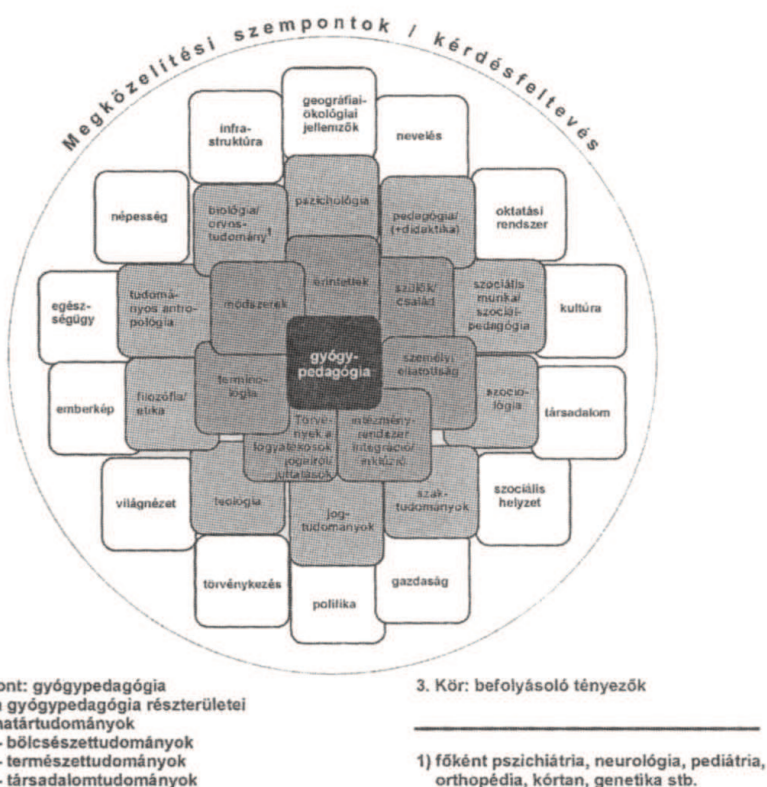 Megközelítési szempontok / kérdésfeltevés
geográfiai-
ökológiai
jellemzők
infra-
struktúra
nevelés
népesség
biológia/
orvos-
tudomány¹
pszichológia
pedagógia/
(+didaktika)
oktatási
rendszer
egész-
ségügy
tudomá-
nyos antro-
pológia
módszerek
érintettek
szülők/
család
szociális
munka/
szociál-
pedagógia
kultúra
gyógy-
pedagógia
emberkép
filozófia/
etika
termino-
lógia
személyi
ellátottság
szocio-
lógia
társadalom
Törvé-
nyek a
fogyatékosok
jogairól/
juttatások
intézmény-
rendszer
integráció/
inklúzió
világnézet
teológia
jog-
tudományok
szak-
tudományok
szociális
helyzet
törvénykezés
politika
gazdaság
ont: gyógypedagógia
gyógypedagógia részterületei
határtudományok
- bölcsészettudományok
- természettudományok
- társadalomtudományok
3. Kör: befolyásoló tényezők
1) főként pszichiátria, neurológia, pediátria,
orthopédia, kórtan, genetika stb.